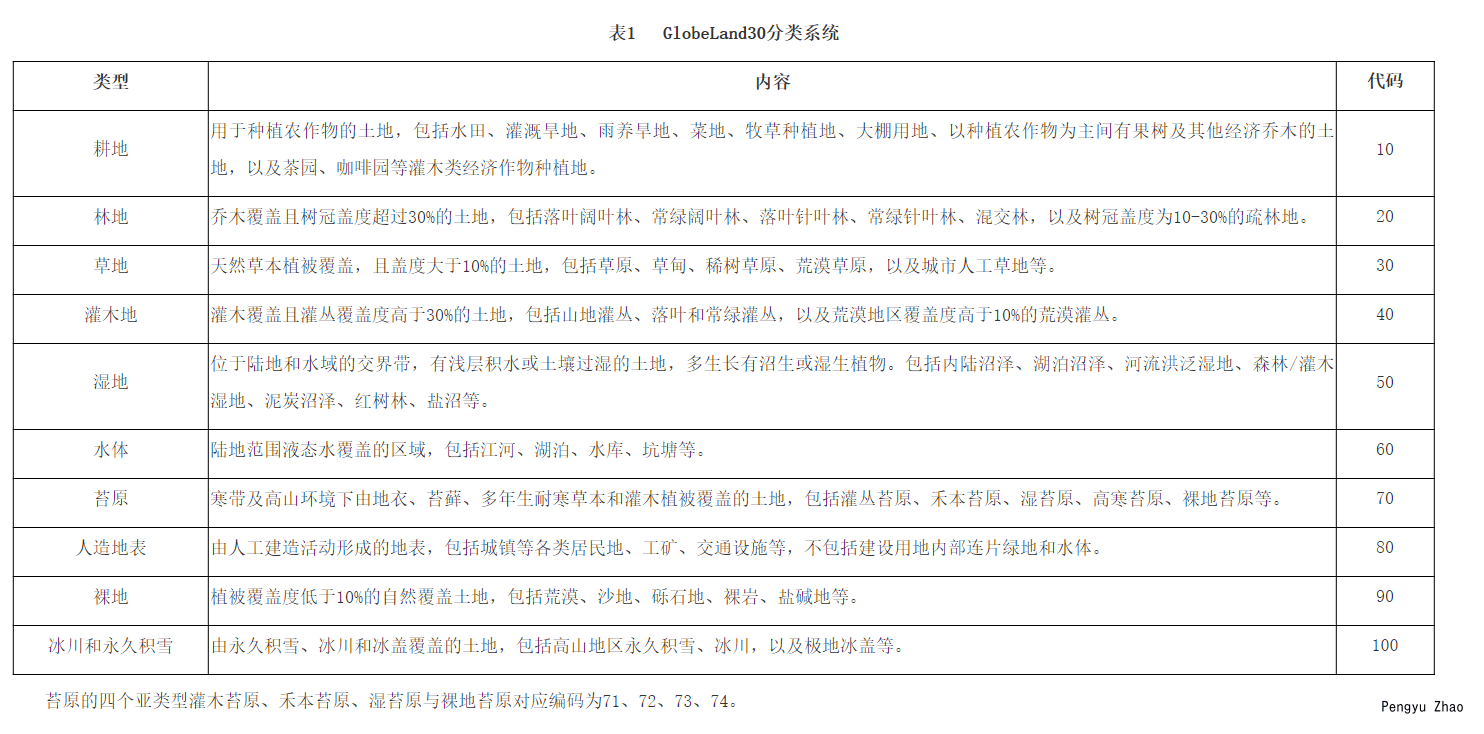 表1 GlobeLand30分类系统
类型 内容 代码
耕地 用于种植农作物的土地，包括水田、灌溉旱地、雨养旱地、菜地、牧草种植地、大棚用地、以种植农作物为主间有果树及其他经济乔木的土
地，以及茶园、咖啡园等灌木类经济作物种植地。 10
林地 乔木覆盖且树冠盖度超过30%的土地，包括落叶阔叶林、常绿阔叶林、落叶针叶林、常绿针叶林、混交林，以及树冠盖度为10-30%的疏林地。 20
草地 天然草本植被覆盖，且盖度大于10%的土地，包括草原、草甸、稀树草原、荒漠草原，以及城市人工草地等。 30
灌木地 灌木覆盖且灌丛覆盖度高于30%的土地，包括山地灌丛、落叶和常绿灌丛，以及荒漠地区覆盖度高于10%的荒漠灌丛。 40
湿地 位于陆地和水域的交界带，有浅层积水或土壤过湿的土地，多生长有沼生或湿生植物。包括内陆沼泽、湖泊沼泽、河流洪泛湿地、森林/灌木
湿地、泥炭沼泽、红树林、盐沼等。 50
水体 陆地范围液态水覆盖的区域，包括江河、湖泊、水库、坑塘等。 60
苔原 寒带及高山环境下由地衣、苔藓、多年生耐寒草本和灌木植被覆盖的土地，包括灌丛苔原、禾本苔原、湿苔原、高寒苔原、裸地苔原等。 70
人造地表 由人工建造活动形成的地表，包括城镇等各类居民地、工矿、交通设施等，不包括建设用地内部连片绿地和水体。 80
裸地 植被覆盖度低于10%的自然覆盖土地，包括荒漠、沙地、砾石地、裸岩、盐碱地等。 90
冰川和永久积雪 由永久积雪、冰川和冰盖覆盖的土地，包括高山地区永久积雪、冰川，以及极地冰盖等。 100
苔原的四个亚类型灌木苔原、禾本苔原、湿苔原与裸地苔原对应编码为71、72、73、74。
Pengyu Zhao